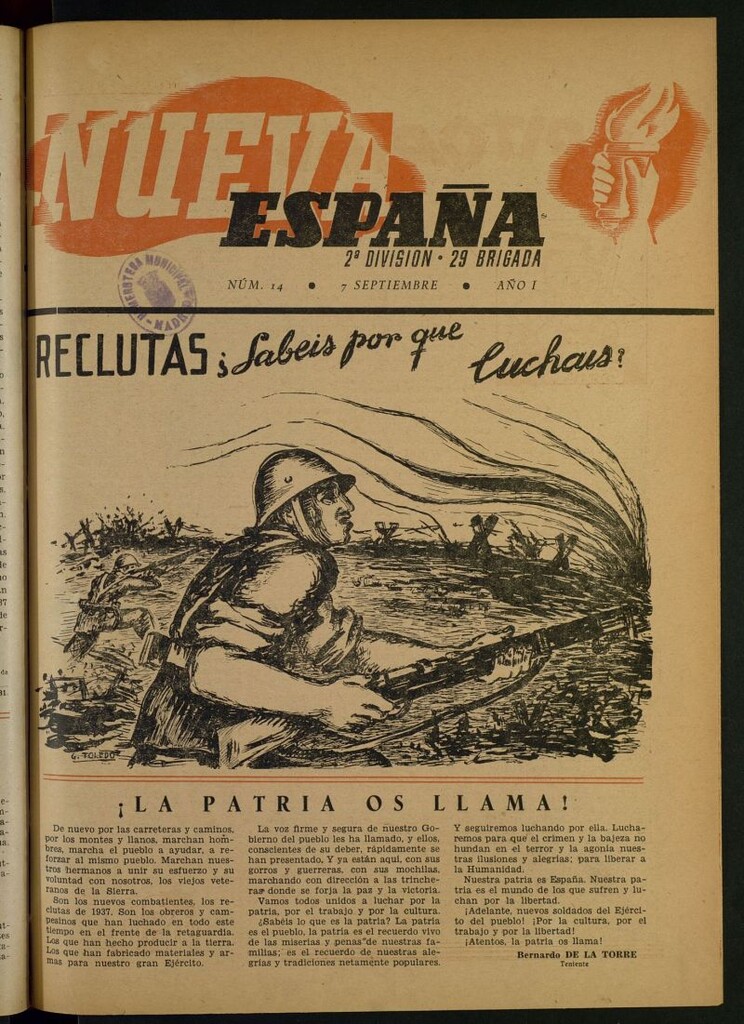 NUEVA
ESPAÑA
2ª DIVISION • 29 BRIGADA
HEMEROTECA MUNICIPAL • MADRID
NÚM. 14 • 7 SEPTIEMBRE • AÑO I
RECLUTAS ¿Sabeis por que luchais?
G. TOLEDO
¡LA PATRIA OS LLAMA!
De nuevo por las carreteras y caminos,
por los montes y llanos, marchan hom-
bres, marcha el pueblo a ayudar, a re-
forzar al mismo pueblo. Marchan nues-
tros hermanos a unir su esfuerzo y su
voluntad con nosotros, los viejos vete-
ranos de la Sierra.
Son los nuevos combatientes, los re-
clutas de 1937. Son los obreros y cam-
pesinos que han luchado en todo este
tiempo en el frente de la retaguardia.
Los que han hecho producir a la tierra.
Los que han fabricado materiales y ar-
mas para nuestro gran Ejército.
La voz firme y segura de nuestro Go-
bierno del pueblo les ha llamado, y ellos,
conscientes de su deber, rápidamente se
han presentado. Y ya están aquí, con sus
gorros y guerreras, con sus mochilas,
marchando con dirección a las trinche-
ras donde se forja la paz y la victoria.
Vamos todos unidos a luchar por la
patria, por el trabajo y por la cultura.
¿Sabéis lo que es la patria? La patria
es el pueblo, la patria es el recuerdo vivo
de las miserias y penas de nuestras fa-
milias; es el recuerdo de nuestras ale-
grías y tradiciones netamente populares.
Y seguiremos luchando por ella. Lucha-
remos para que el crimen y la bajeza no
hundan en el terror y la agonía nues-
tras ilusiones y alegrías; para liberar a
la Humanidad.
Nuestra patria es España. Nuestra pa-
tria es el mundo de los que sufren y lu-
chan por la libertad.
¡Adelante, nuevos soldados del Ejérci-
to del pueblo! ¡Por la cultura, por el
trabajo y por la libertad!
¡Atentos, la patria os llama!
Bernardo DE LA TORRE
Teniente